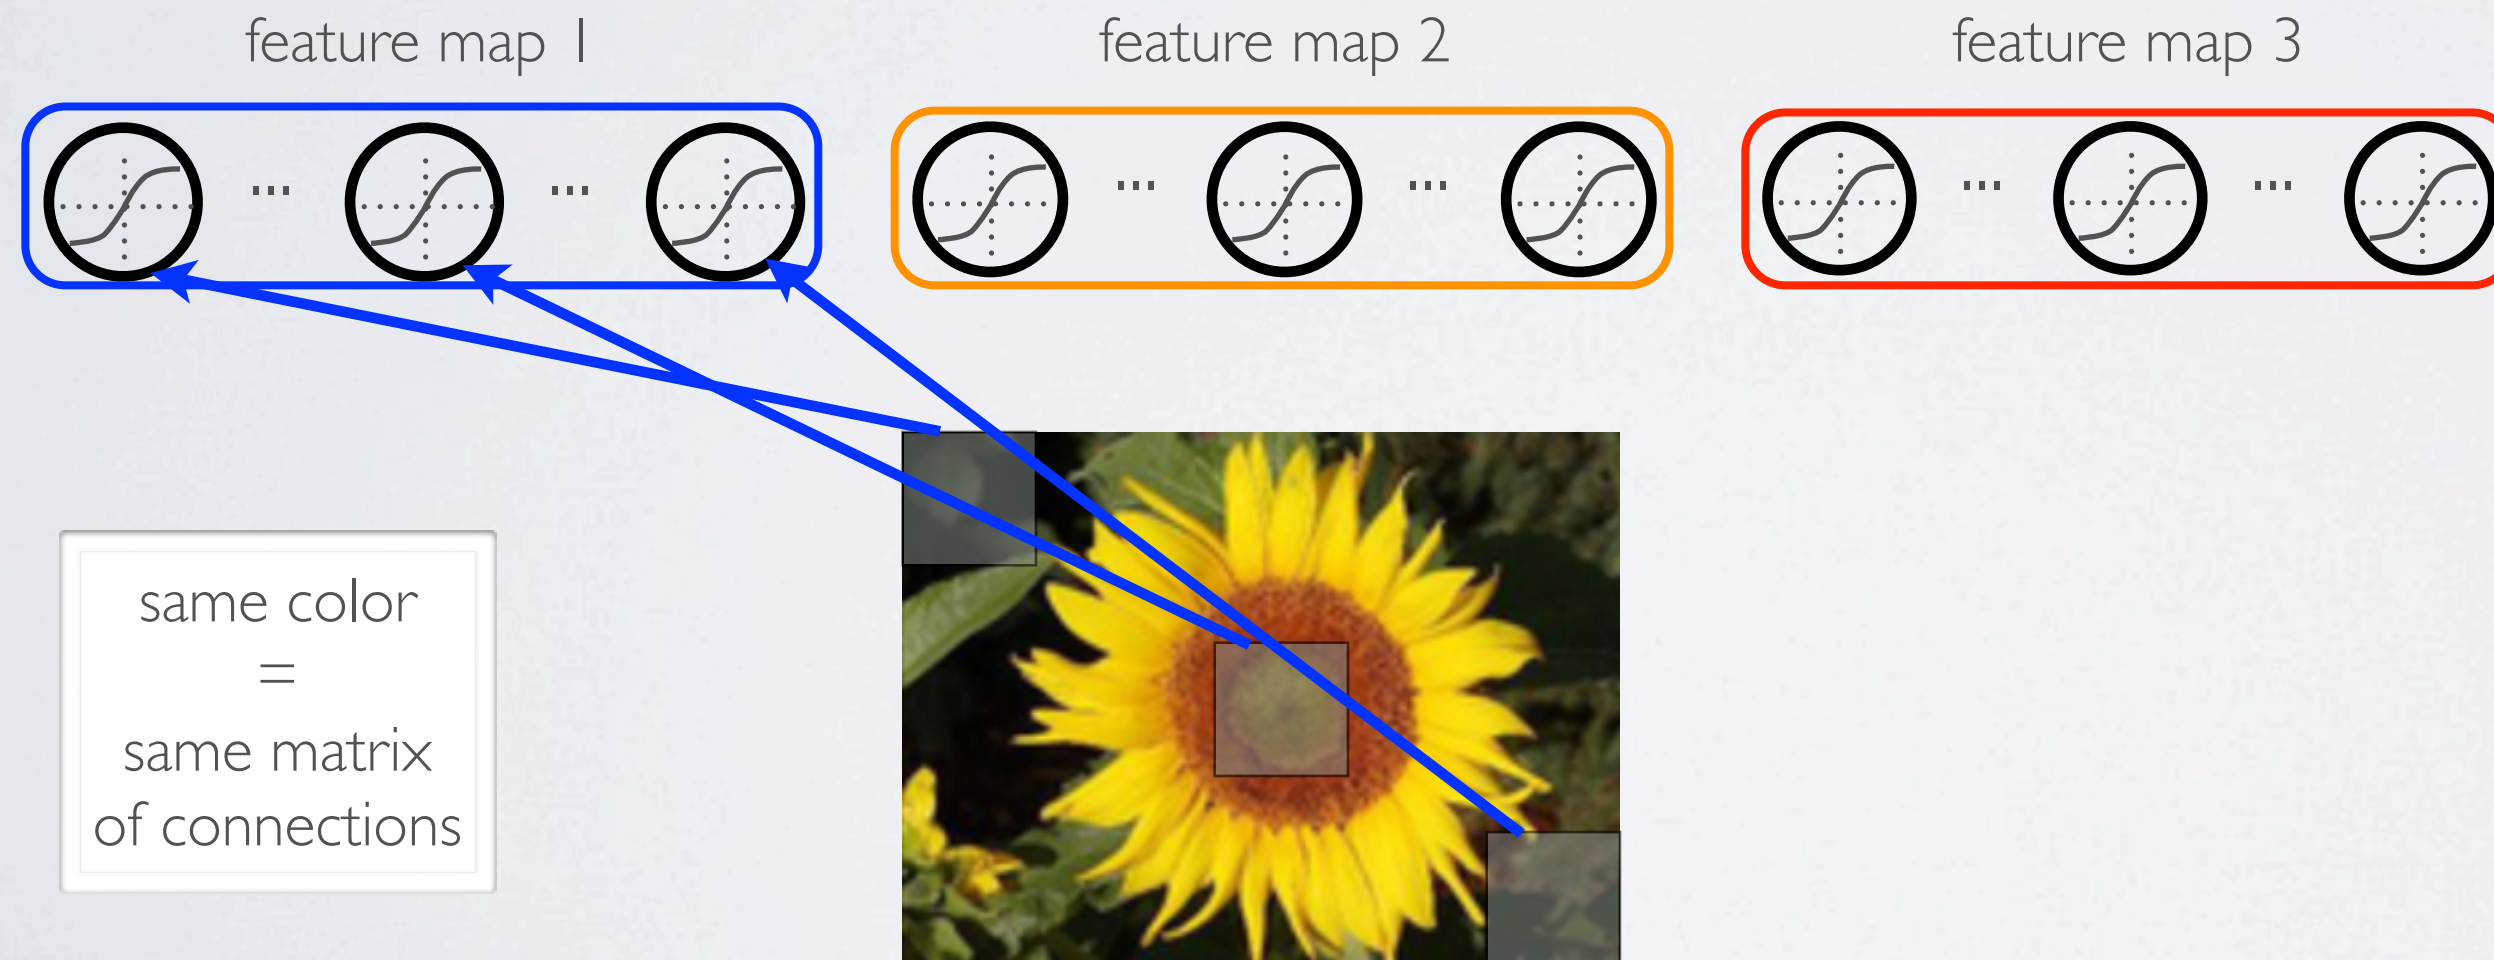 feature map 1
feature map 2
feature map 3
...
...
...
...
...
...
same color
=
same matrix
of connections